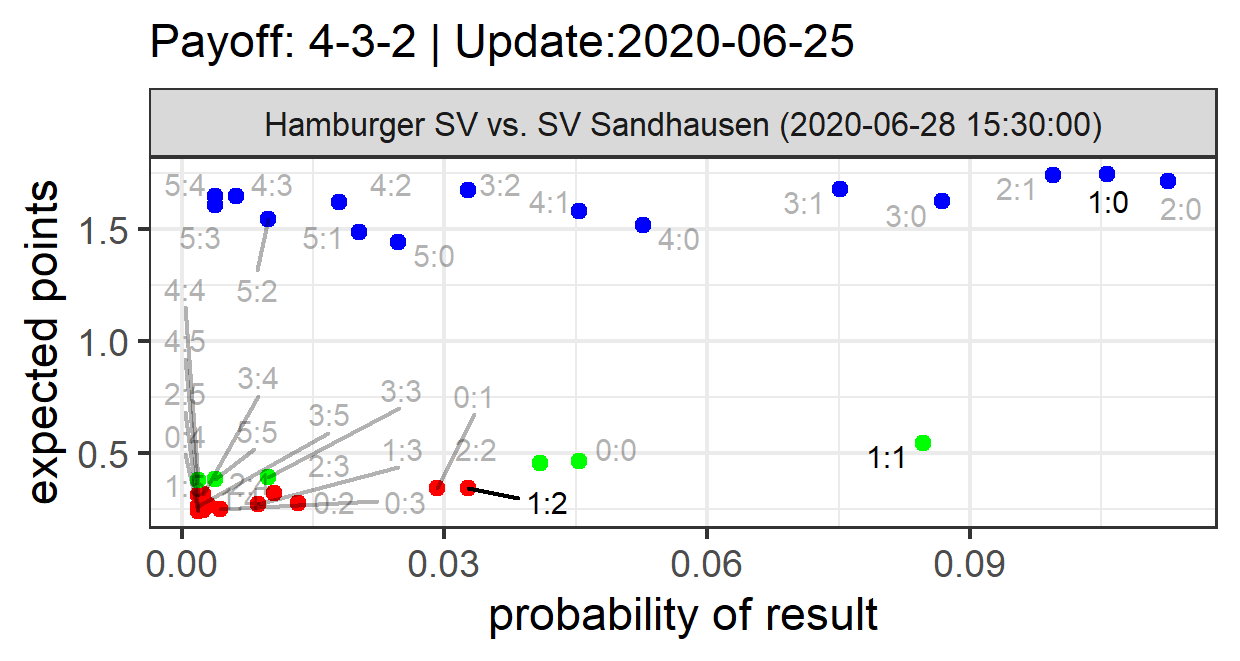 Payoff: 4-3-2 | Update:2020-06-25
Hamburger SV vs. SV Sandhausen (2020-06-28 15:30:00)
5:4 4:3 4:2 3:2 4:1 3:1 3:0 2:1 1:0 2:0
5:3 5:1 5:0 4:0
4:4 5:2
4:5
2:5 3:4 3:3 0:1
3:5
0:4 5:5 2:3 1:3 2:2 0:0 1:1
0:2 0:3 1:2
1.5
1.0
0.5
expected points
0.00 0.03 0.06 0.09
probability of result